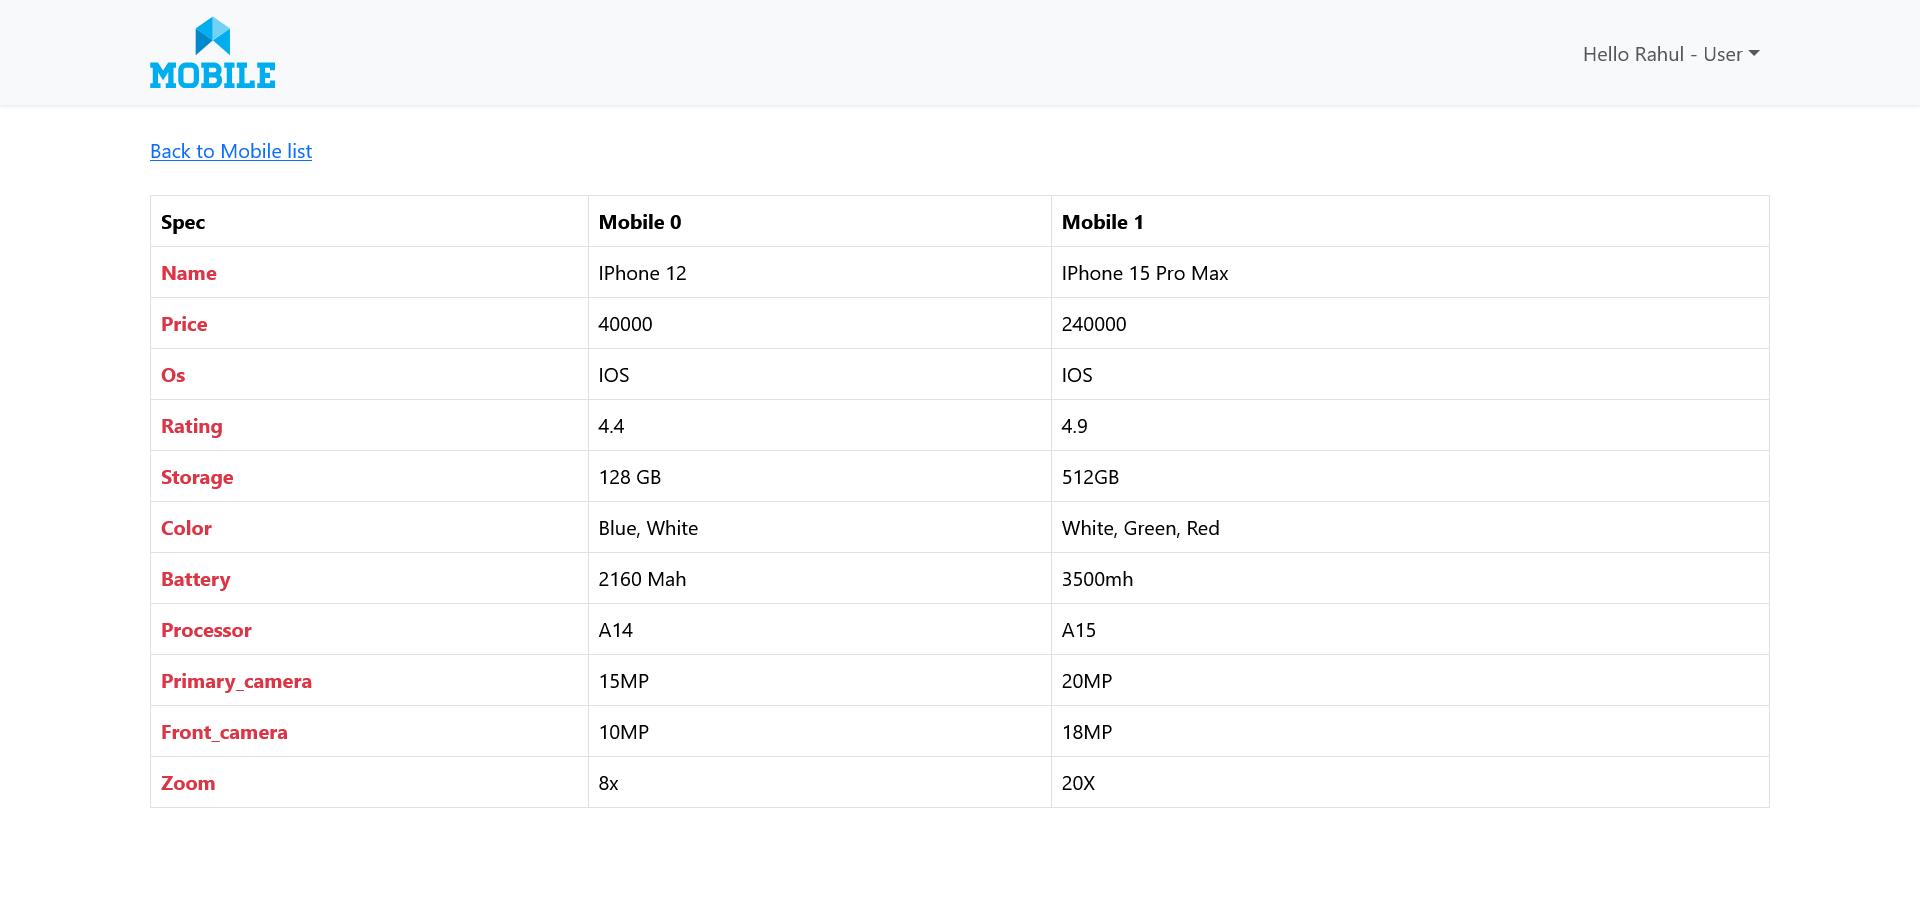 MOBILE
Hello Rahul - User
Back to Mobile list
Spec Mobile 0 Mobile 1
Name IPhone 12 IPhone 15 Pro Max
Price 40000 240000
Os IOS IOS
Rating 4.4 4.9
Storage 128 GB 512GB
Color Blue, White White, Green, Red
Battery 2160 Mah 3500mh
Processor A14 A15
Primary_camera 15MP 20MP
Front_camera 10MP 18MP
Zoom 8x 20X